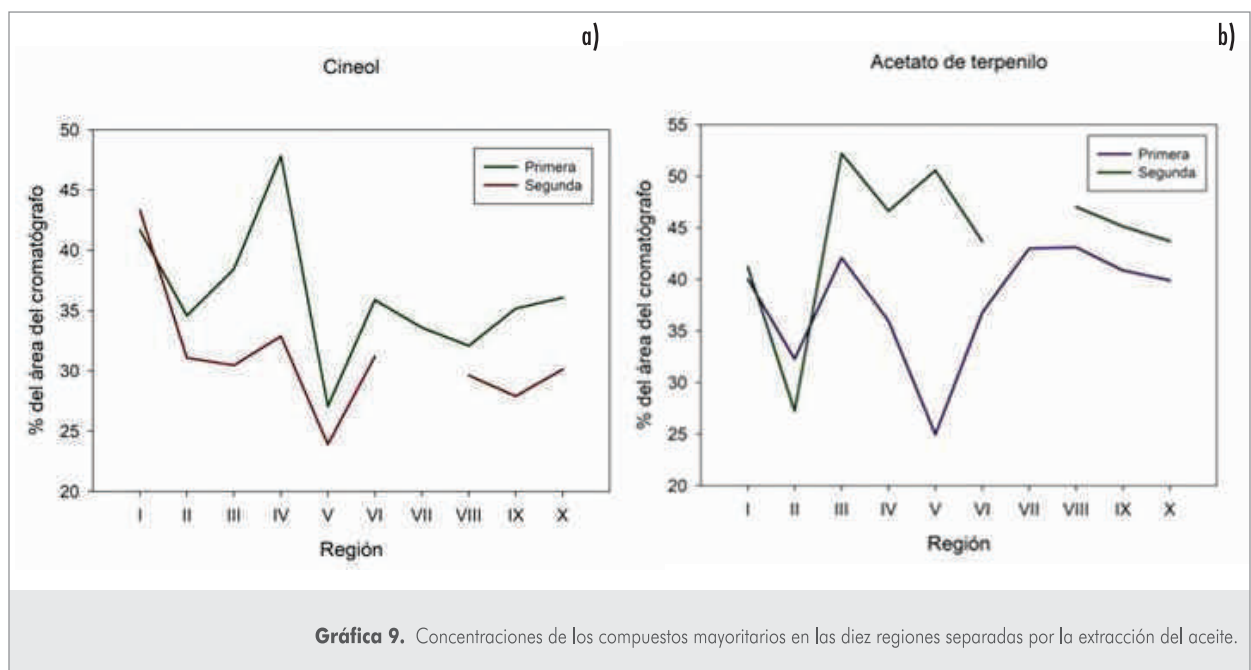 a)
Cineol
% del área del cromatógrafo
50
45
40
35
30
25
20
Primera
Segunda
I II III IV V VI VII VIII IX X
Región
b)
Acetato de terpenilo
% del área del cromatógrafo
55
50
45
40
35
30
25
20
Primera
Segunda
I II III IV V VI VII VIII IX X
Región
Gráfica 9. Concentraciones de los compuestos mayoritarios en las diez regiones separadas por la extracción del aceite.